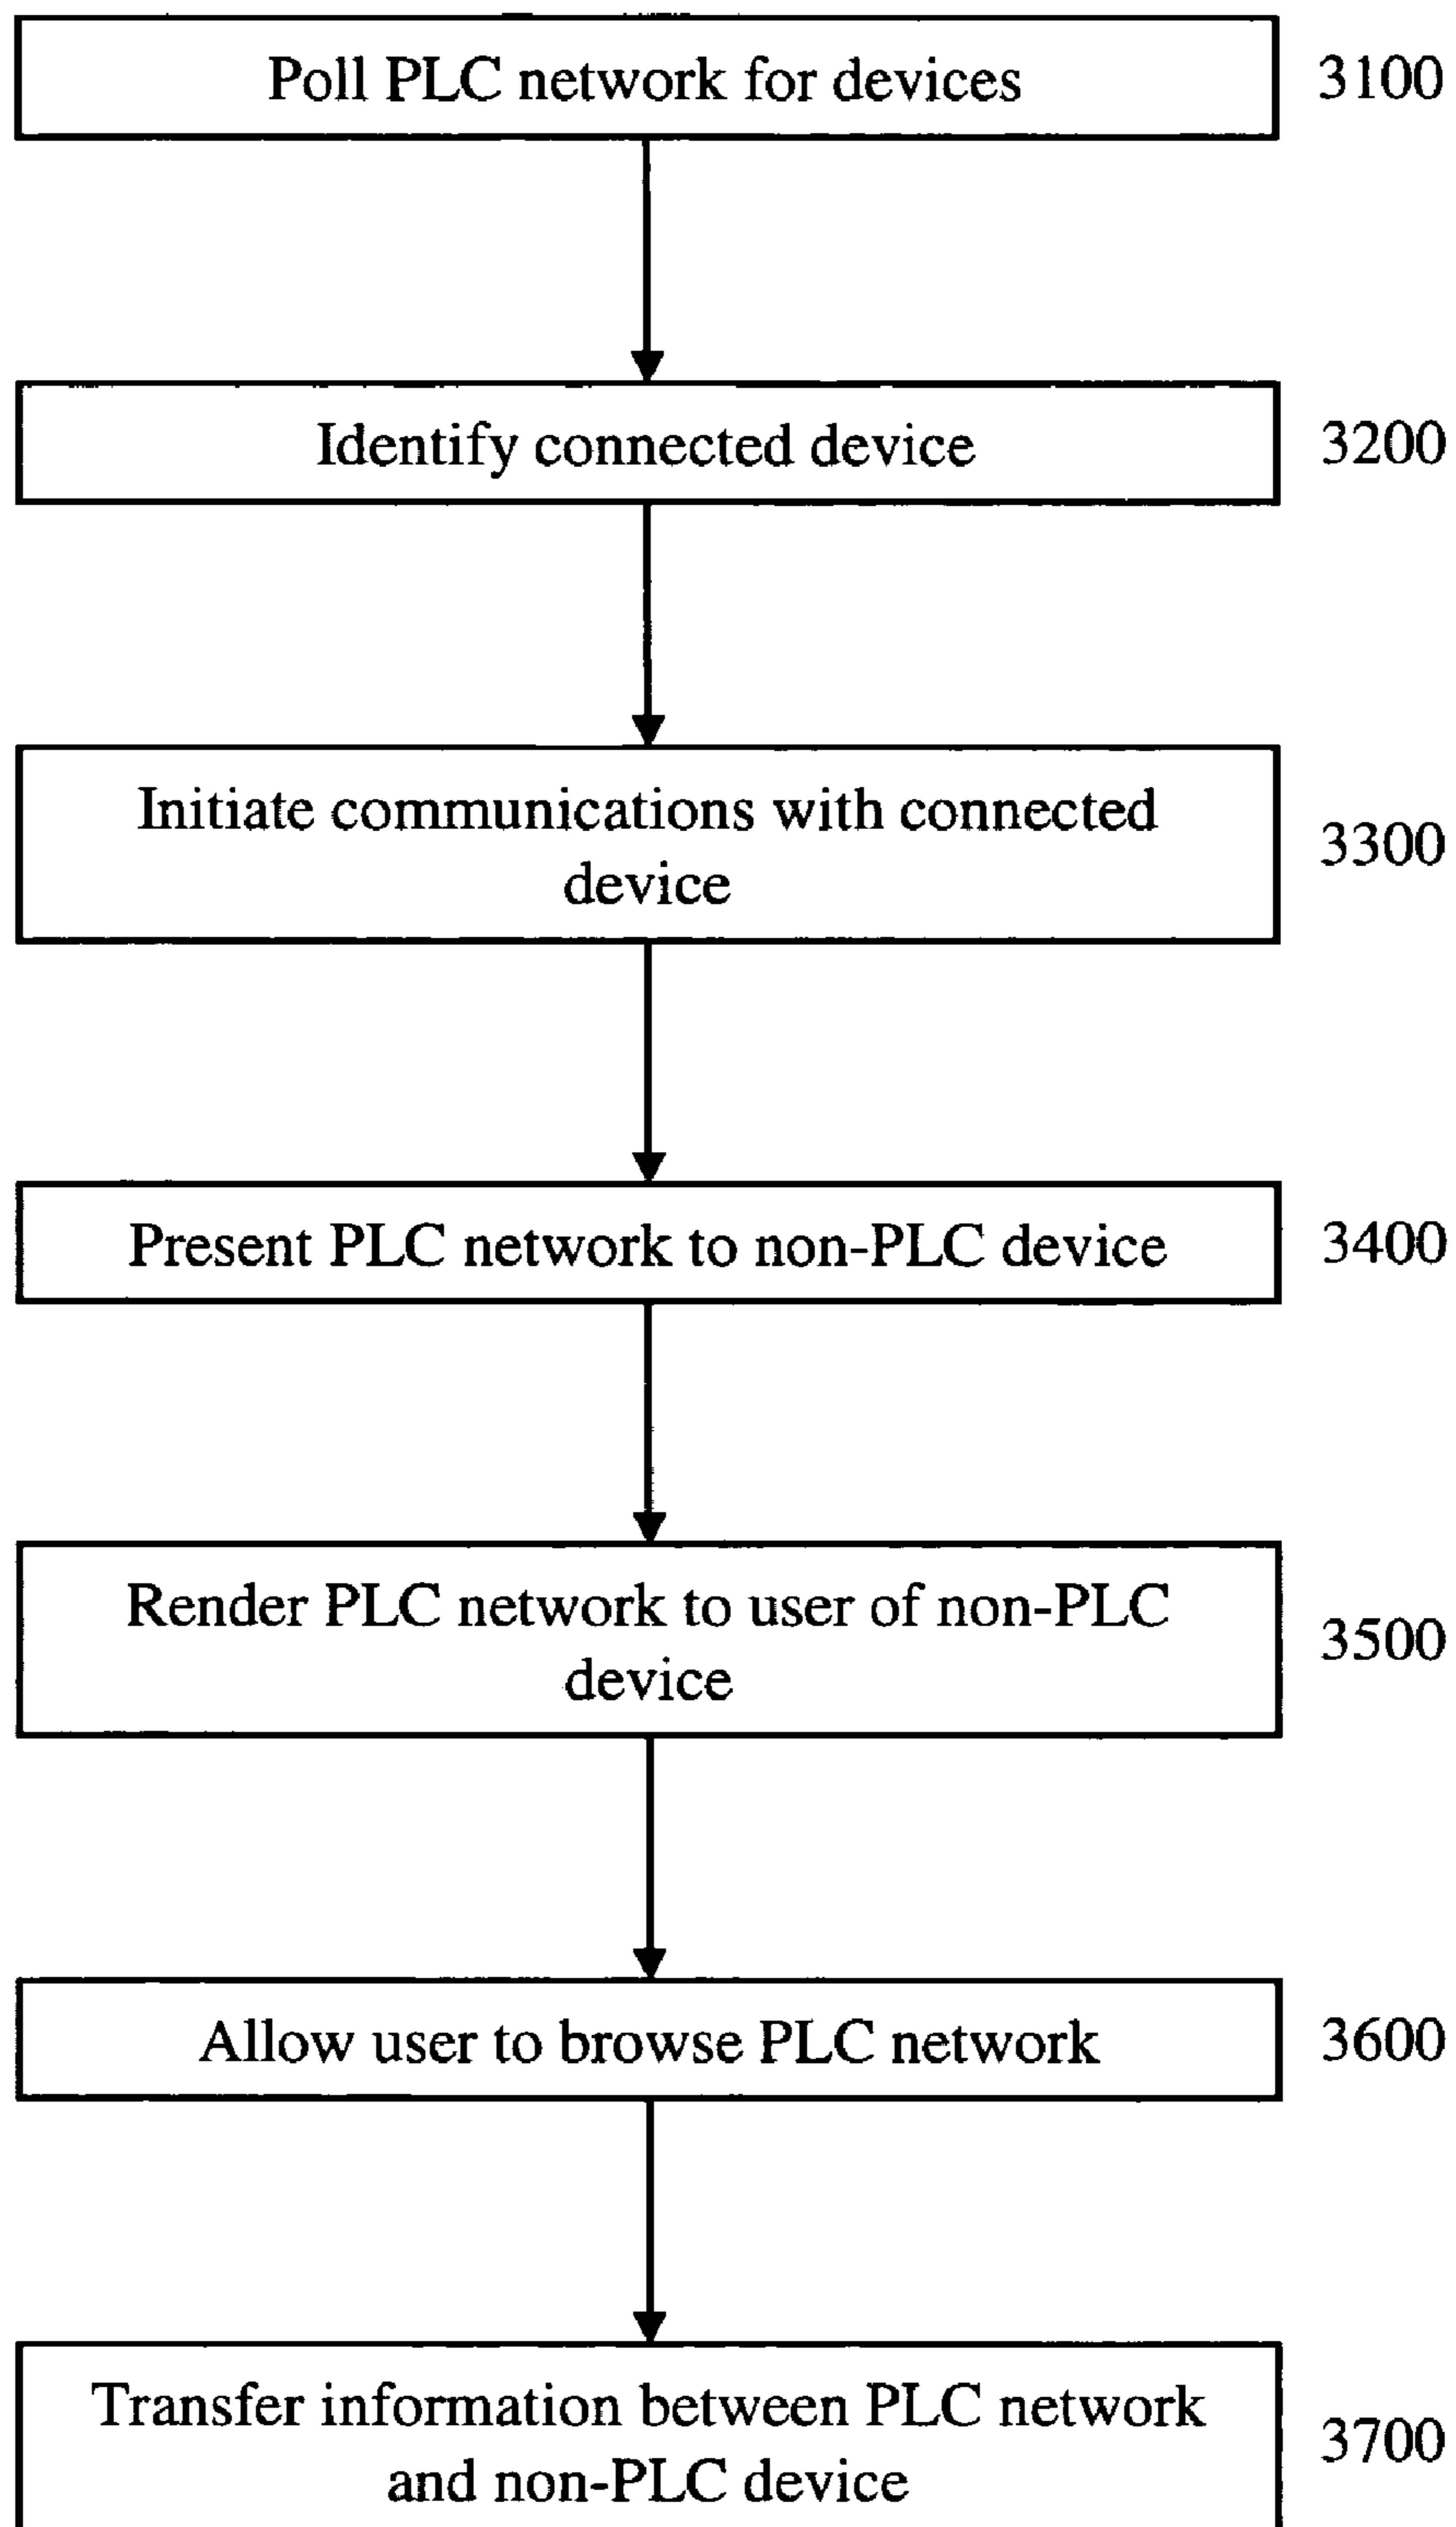 Poll PLC network for devices
3100
Identify connected device
3200
Initiate communications with connected
device
3300
Present PLC network to non-PLC device
3400
Render PLC network to user of non-PLC
device
3500
Allow user to browse PLC network
3600
Transfer information between PLC network
and non-PLC device
3700